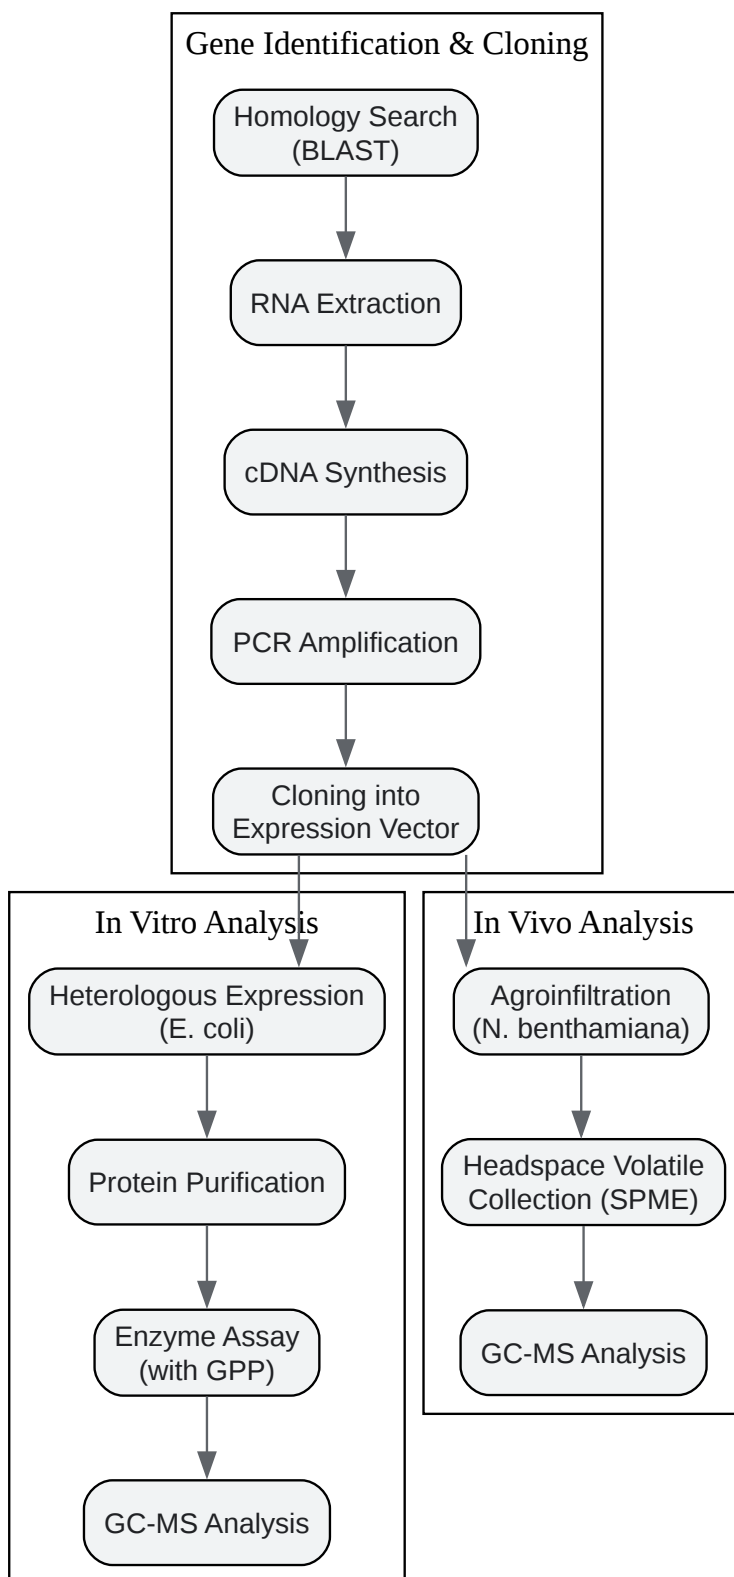 Gene Identification & Cloning
Homology Search
(BLAST)
RNA Extraction
cDNA Synthesis
PCR Amplification
Cloning into
Expression Vector
In Vitro Analysis
Heterologous Expression
(E. coli)
Protein Purification
Enzyme Assay
(with GPP)
GC-MS Analysis
In Vivo Analysis
Agroinfiltration
(N. benthamiana)
Headspace Volatile
Collection (SPME)
GC-MS Analysis